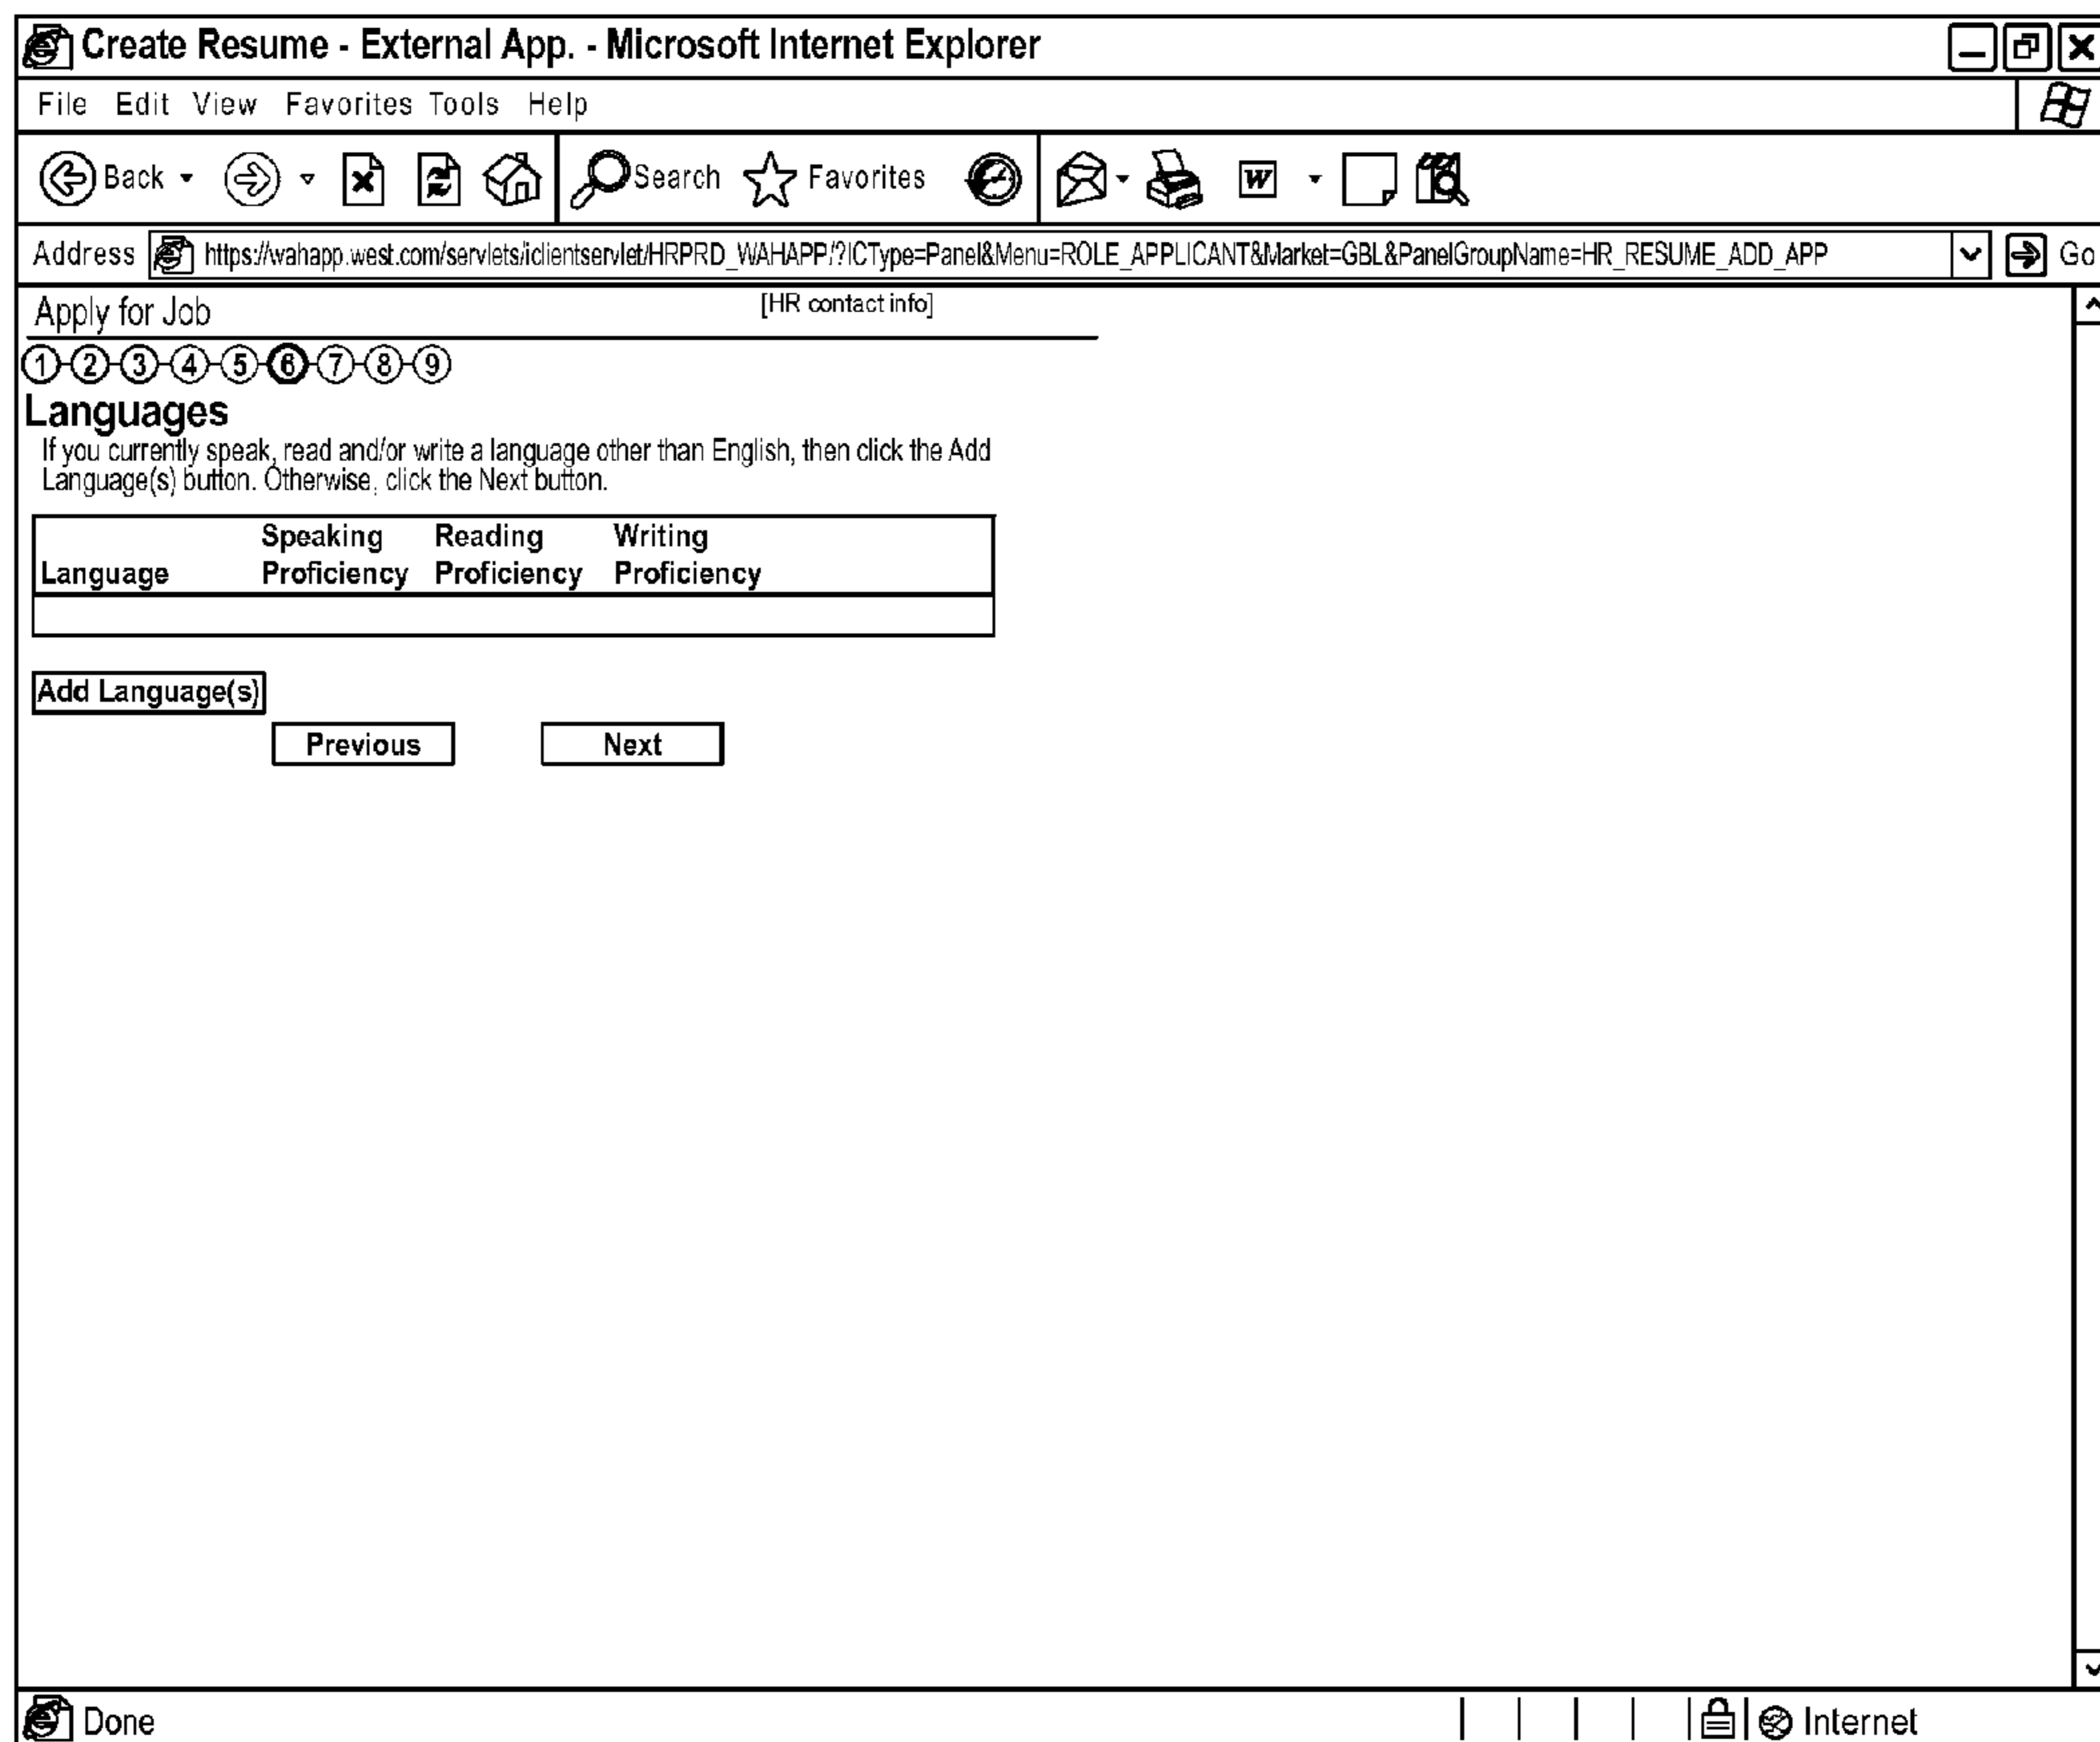 Create Resume - External App. - Microsoft Internet Explorer
File Edit View Favorites Tools Help
Back Search Favorites W
Address https://wahapp.west.com/servlets/iclientservlet/HRPRD_WAHAPP/?ICType=Panel&Menu=ROLE_APPLICANT&Market=GBL&PanelGroupName=HR_RESUME_ADD_APP Go
Apply for Job [HR contact info]
1 2 3 4 5 6 7 8 9
Languages
If you currently speak, read and/or write a language other than English, then click the Add
Language(s) button. Otherwise, click the Next button.
Speaking Reading Writing
Language Proficiency Proficiency Proficiency
Add Language(s)
Previous Next
Done Internet